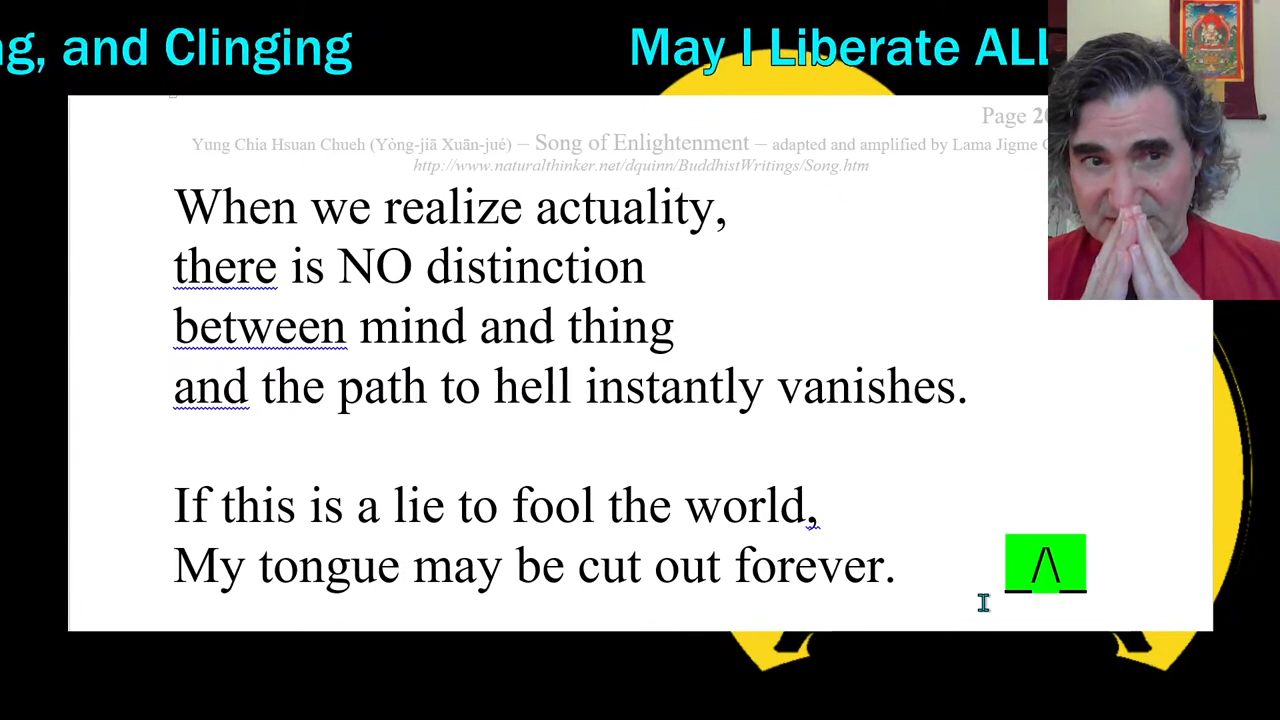 ng, and Clinging
May I Liberate ALL
Page 20
Yung Chia Hsuan Chueh (Yòng-jiā Xuān-jué) – Song of Enlightenment – adapted and amplified by Lama Jigme
http://www.naturalthinker.net/dquinn/BuddhistWritings/Song.htm
When we realize actuality,
there is NO distinction
between mind and thing
and the path to hell instantly vanishes.
If this is a lie to fool the world,
My tongue may be cut out forever.
_/\_